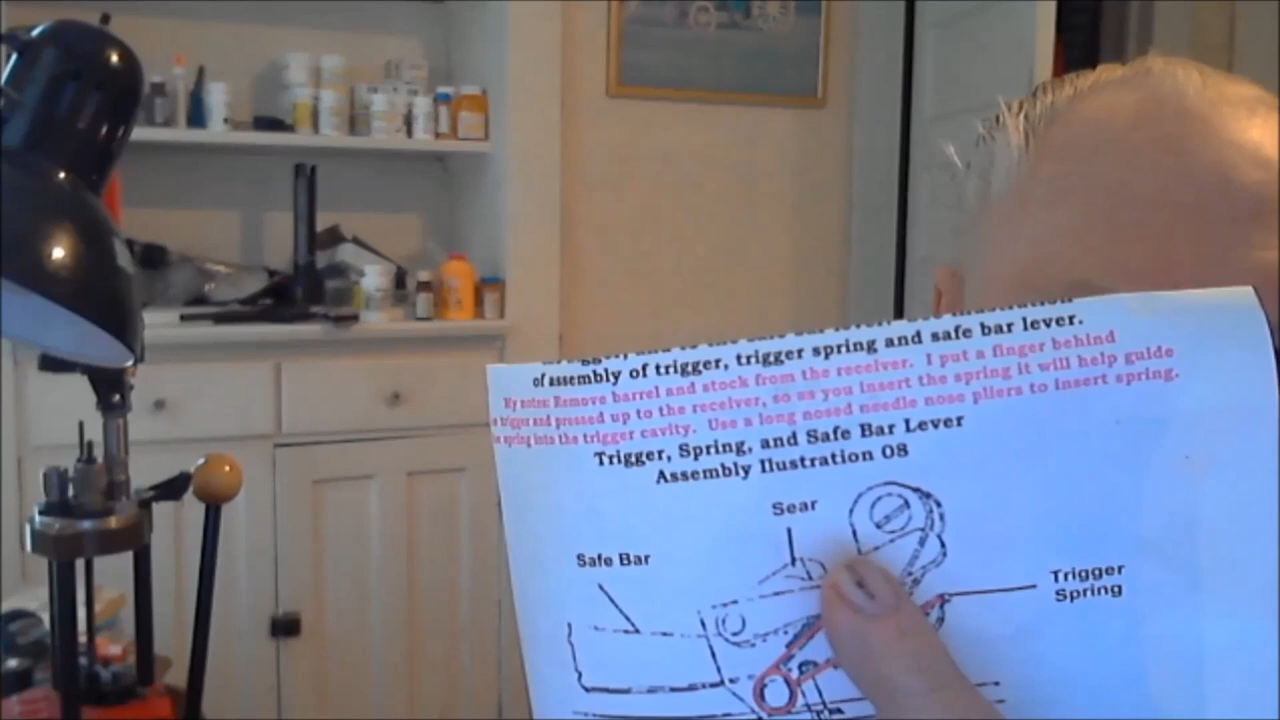 of assembly of trigger, trigger spring and safe bar lever.
My notes: Remove barrel and stock from the receiver. I put a finger behind
trigger and pressed up to the receiver, so as you insert the spring it will help guide
spring into the trigger cavity. Use a long nosed needle nose pliers to insert spring.
Trigger, Spring, and Safe Bar Lever
Assembly Ilustration 08
Sear
Safe Bar
Trigger
Spring